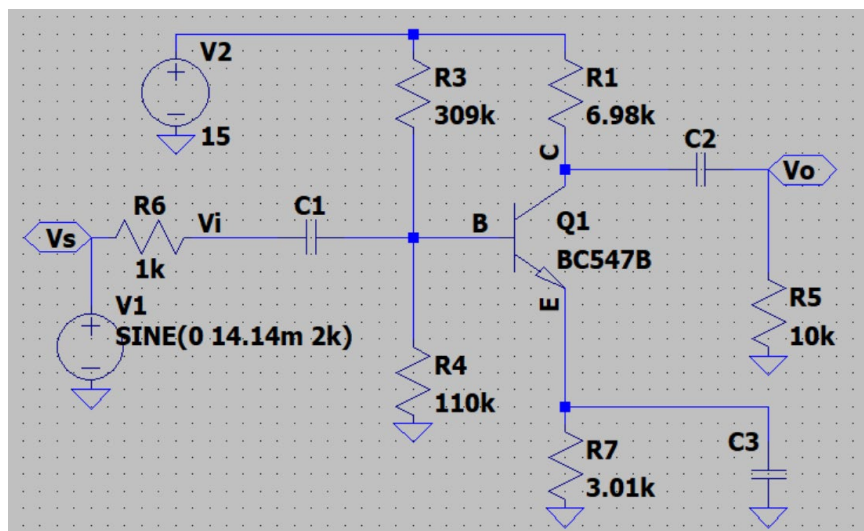 V2
15
R3
309k
R1
6.98k
C
C2
Vo
Vs
R6
1k
Vi
C1
B
Q1
BC547B
E
V1
SINE(0 14.14m 2k)
R4
110k
R5
10k
R7
3.01k
C3